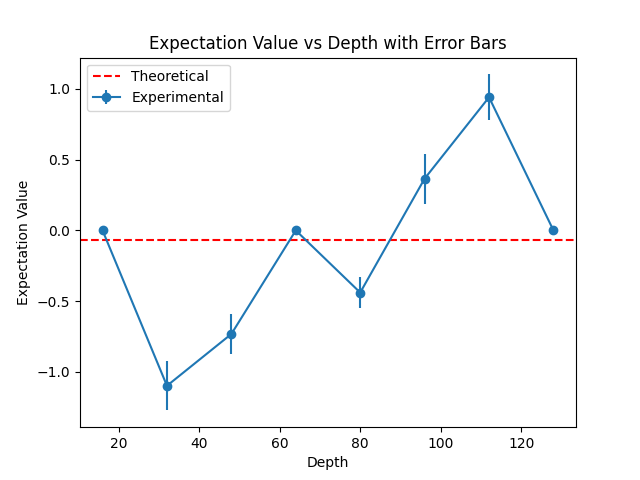 Expectation Value vs Depth with Error Bars
Theoretical
Experimental
Expectation Value
1.0
0.5
0.0
−0.5
−1.0
20 40 60 80 100 120
Depth